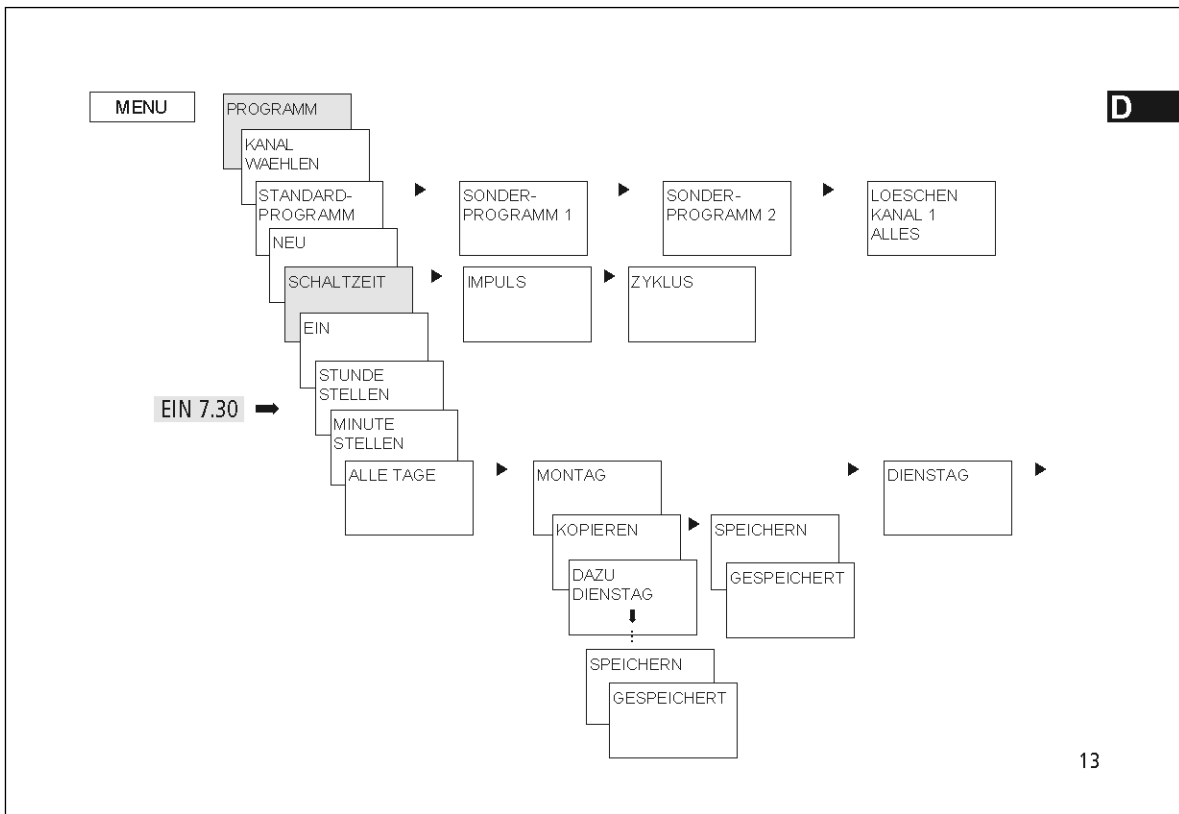 MENU
PROGRAMM
D
KANAL
WAEHLEN
STANDARD-
PROGRAMM
SONDER-
PROGRAMM 1
SONDER-
PROGRAMM 2
LOESCHEN
KANAL 1
ALLES
NEU
SCHALTZEIT
IMPULS
ZYKLUS
EIN
STUNDE
STELLEN
EIN 7.30
MINUTE
STELLEN
ALLE TAGE
MONTAG
DIENSTAG
KOPIEREN
SPEICHERN
DAZU
DIENSTAG
GESPEICHERT
SPEICHERN
GESPEICHERT
13